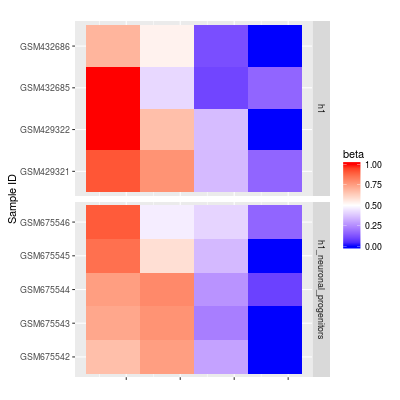 GSM432686
GSM432685
GSM429322
GSM429321
h1
GSM675546
GSM675545
GSM675544
GSM675543
GSM675542
h1_neuronal_progenitors
Sample ID
beta
1.00
0.75
0.50
0.25
0.00